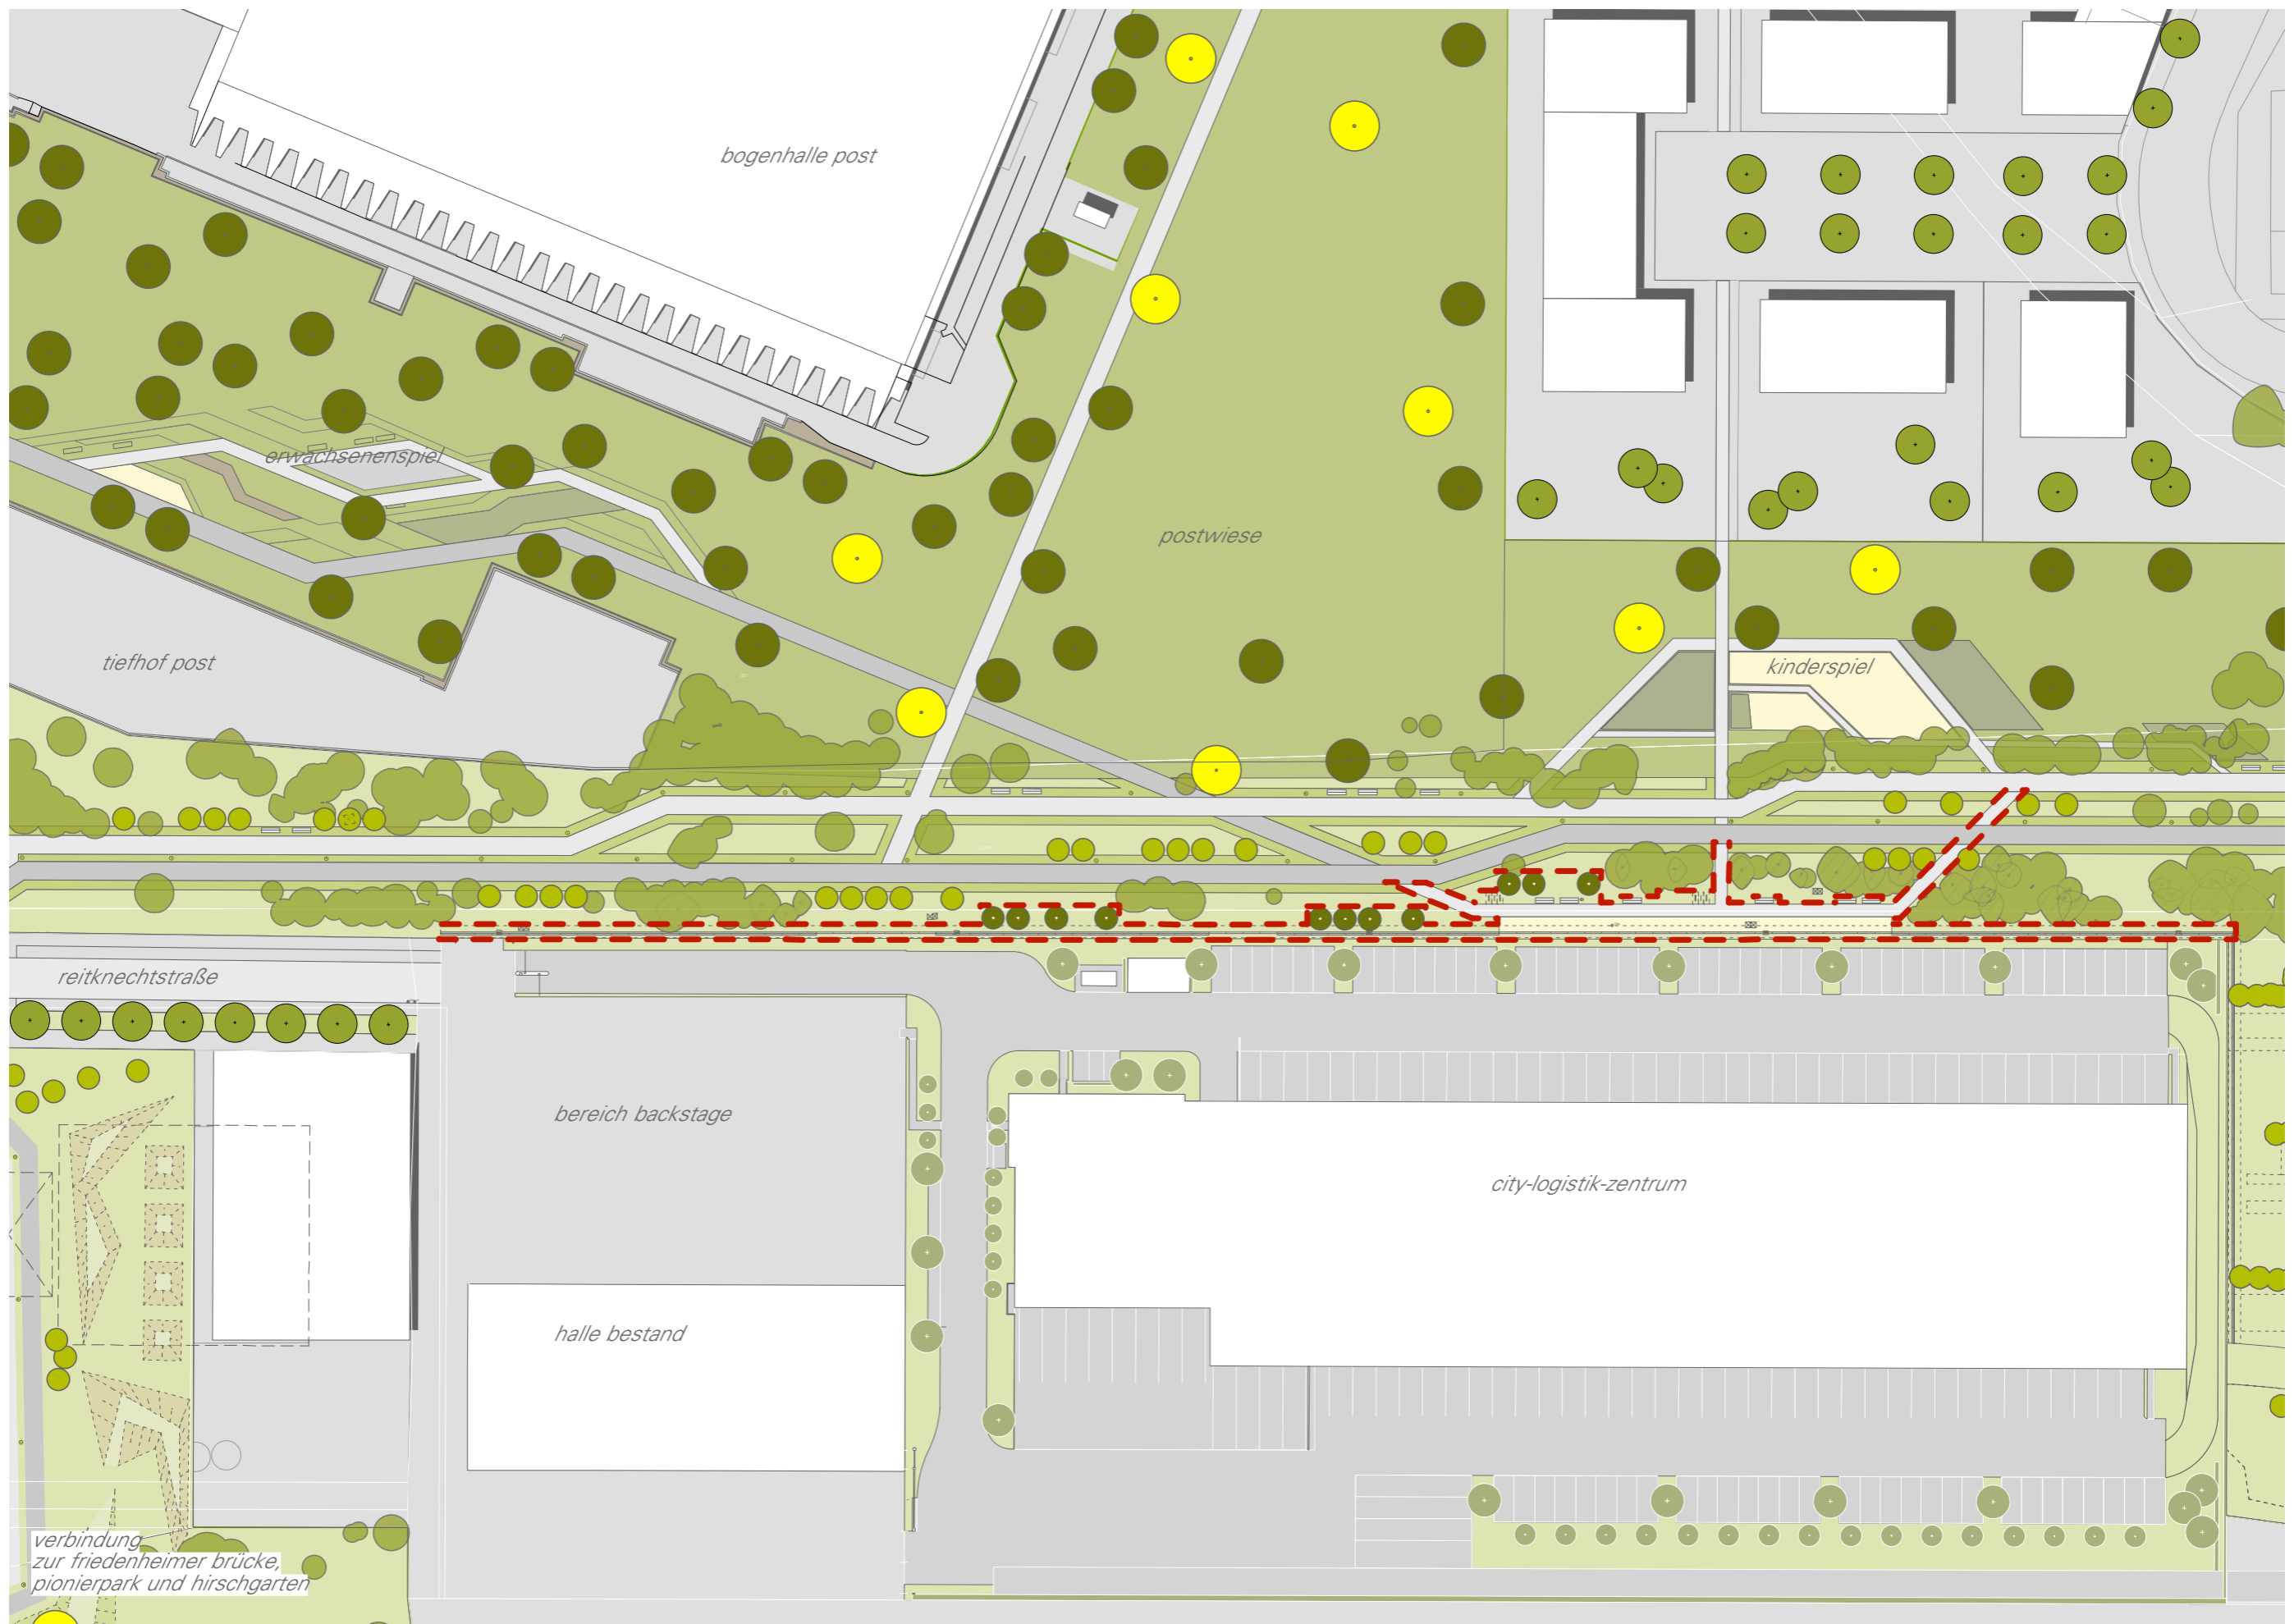 bogenhalle post
erwachsenenspiel
postwiese
tiefhof post
kinderspiel
reitknechtstraße
bereich backstage
city-logistik-zentrum
halle bestand
verbindung
zur friedenheimer brücke,
pionierpark und hirschgarten